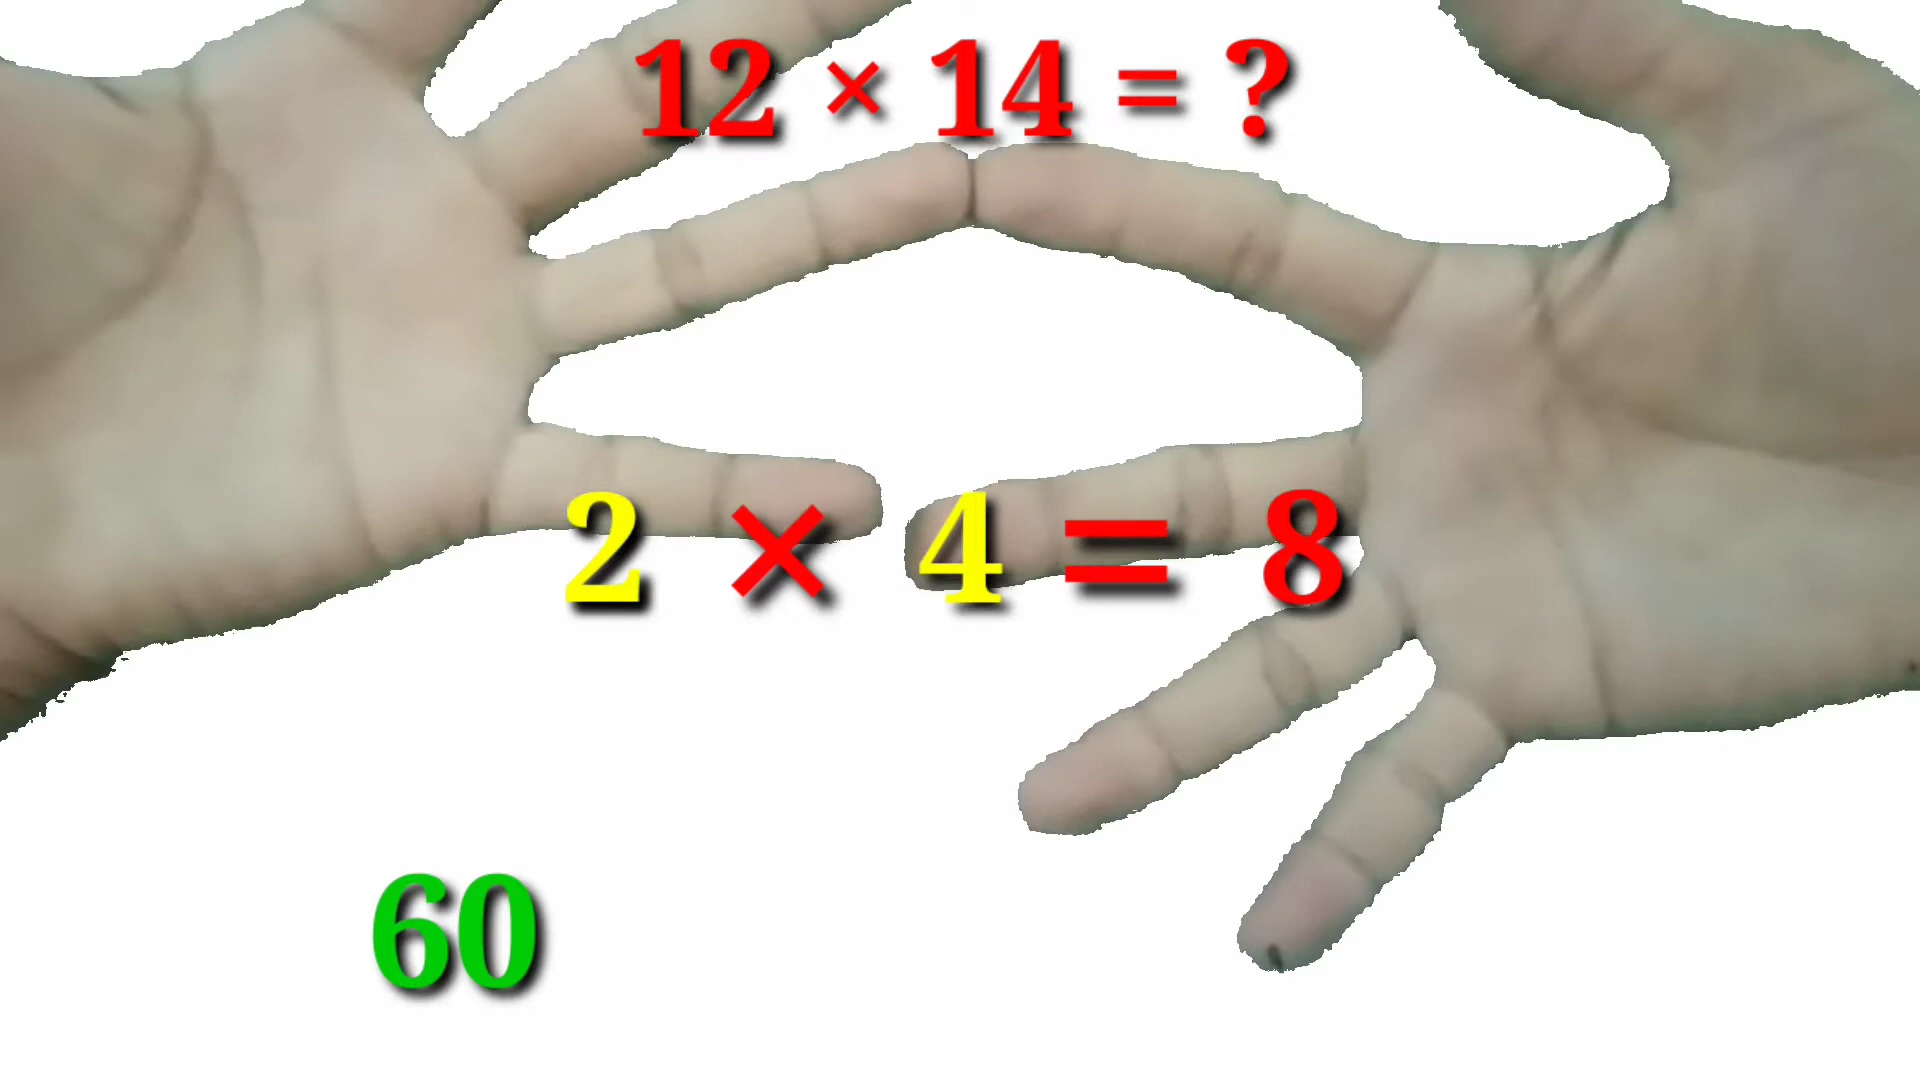 12 × 14 = ?
2 × 4 = 8
60